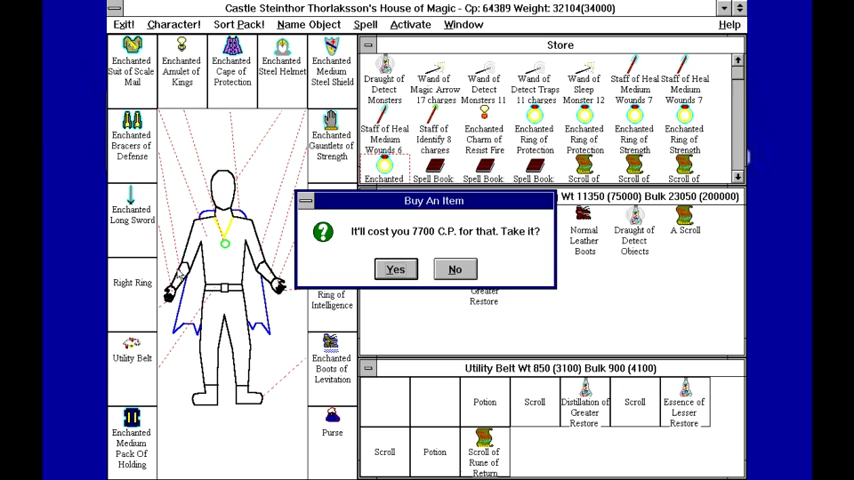 Castle Steinthor Thorlaksson's House of Magic - Cp: 64389 Weight: 32104(34000)
Exit! Character! Sort Pack! Name Object Spell Activate Window Help
Enchanted
Suit of Scale
Mail
Enchanted
Amulet of
Kings
Enchanted
Cape of
Protection
Enchanted
Steel Helmet
Enchanted
Medium
Steel Shield
Enchanted
Bracers of
Defense
Enchanted
Gauntlets of
Strength
Enchanted
Long Sword
Right Ring
Ring of
Intelligence
Utility Belt
Enchanted
Boots of
Levitation
Enchanted
Medium
Pack Of
Holding
Purse
Store
Draught of
Detect
Monsters
Wand of
Magic Arrow
17 charges
Wand of
Detect
Monsters 11
Wand of
Detect Traps
11 charges
Wand of
Sleep
Monster 12
Staff of Heal
Medium
Wounds 7
Staff of Heal
Medium
Wounds 7
Staff of Heal
Medium
Wounds 6
Staff of
Identify 8
charges
Enchanted
Charm of
Resist Fire
Enchanted
Ring of
Protection
Enchanted
Ring of
Protection
Enchanted
Ring of
Strength
Enchanted
Ring of
Strength
Enchanted
Spell Book:
Spell Book:
Spell Book:
Scroll of
Scroll of
Scroll of
Wt 11350 (75000) Bulk 23050 (200000)
Normal
Leather
Boots
Draught of
Detect
Objects
A Scroll
Greater
Restore
Buy An Item
It'll cost you 7700 C.P. for that. Take it?
Yes
No
Utility Belt Wt 850 (3100) Bulk 900 (4100)
Potion
Scroll
Distillation of
Greater
Restore
Scroll
Essence of
Lesser
Restore
Scroll
Potion
Scroll of
Rune of
Return